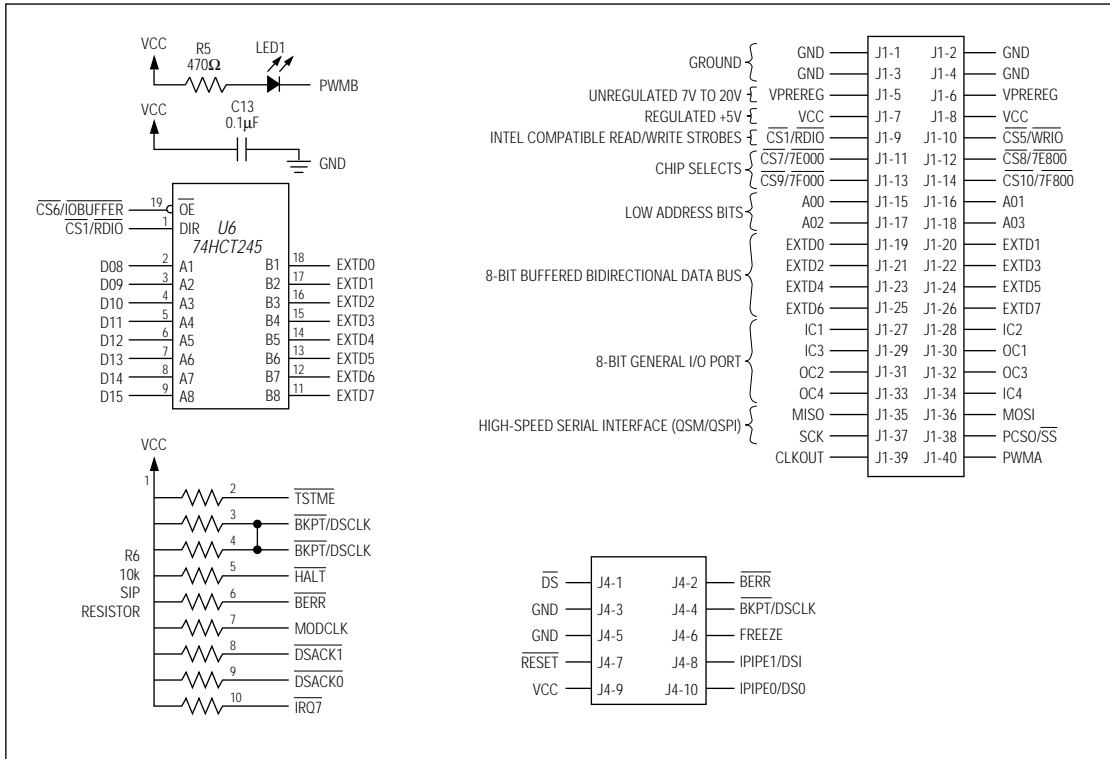 VCC
R5
470Ω
LED1
PWMB
VCC
C13
0.1µF
GND
CS6/IOBUFFER 19 OE
CS1/RDIO 1 DIR
U6
74HCT245
D08 2 A1 B1 18 EXTD0
D09 3 A2 B2 17 EXTD1
D10 4 A3 B3 16 EXTD2
D11 5 A4 B4 15 EXTD3
D12 6 A5 B5 14 EXTD4
D13 7 A6 B6 13 EXTD5
D14 8 A7 B7 12 EXTD6
D15 9 A8 B8 11 EXTD7
VCC
1
2 TSTME
3 BKPT/DSCLK
4 BKPT/DSCLK
5 HALT
6 BERR
7 MODCLK
8 DSACK1
9 DSACK0
10 IRQ7
R6
10k
SIP
RESISTOR
GROUND
GND J1-1 J1-2 GND
GND J1-3 J1-4 GND
UNREGULATED 7V TO 20V VPREREG J1-5 J1-6 VPREREG
REGULATED +5V VCC J1-7 J1-8 VCC
INTEL COMPATIBLE READ/WRITE STROBES CS1/RDIO J1-9 J1-10 CS5/WRIO
CHIP SELECTS
CS7/7E000 J1-11 J1-12 CS8/7E800
CS9/7F000 J1-13 J1-14 CS10/7F800
LOW ADDRESS BITS
A00 J1-15 J1-16 A01
A02 J1-17 J1-18 A03
8-BIT BUFFERED BIDIRECTIONAL DATA BUS
EXTD0 J1-19 J1-20 EXTD1
EXTD2 J1-21 J1-22 EXTD3
EXTD4 J1-23 J1-24 EXTD5
EXTD6 J1-25 J1-26 EXTD7
8-BIT GENERAL I/O PORT
IC1 J1-27 J1-28 IC2
IC3 J1-29 J1-30 OC1
OC2 J1-31 J1-32 OC3
OC4 J1-33 J1-34 IC4
HIGH-SPEED SERIAL INTERFACE (QSM/QSPI)
MISO J1-35 J1-36 MOSI
SCK J1-37 J1-38 PCSO/SS
CLKOUT J1-39 J1-40 PWMA
DS J4-1 J4-2 BERR
GND J4-3 J4-4 BKPT/DSCLK
GND J4-5 J4-6 FREEZE
RESET J4-7 J4-8 IPIPE1/DSI
VCC J4-9 J4-10 IPIPE0/DS0